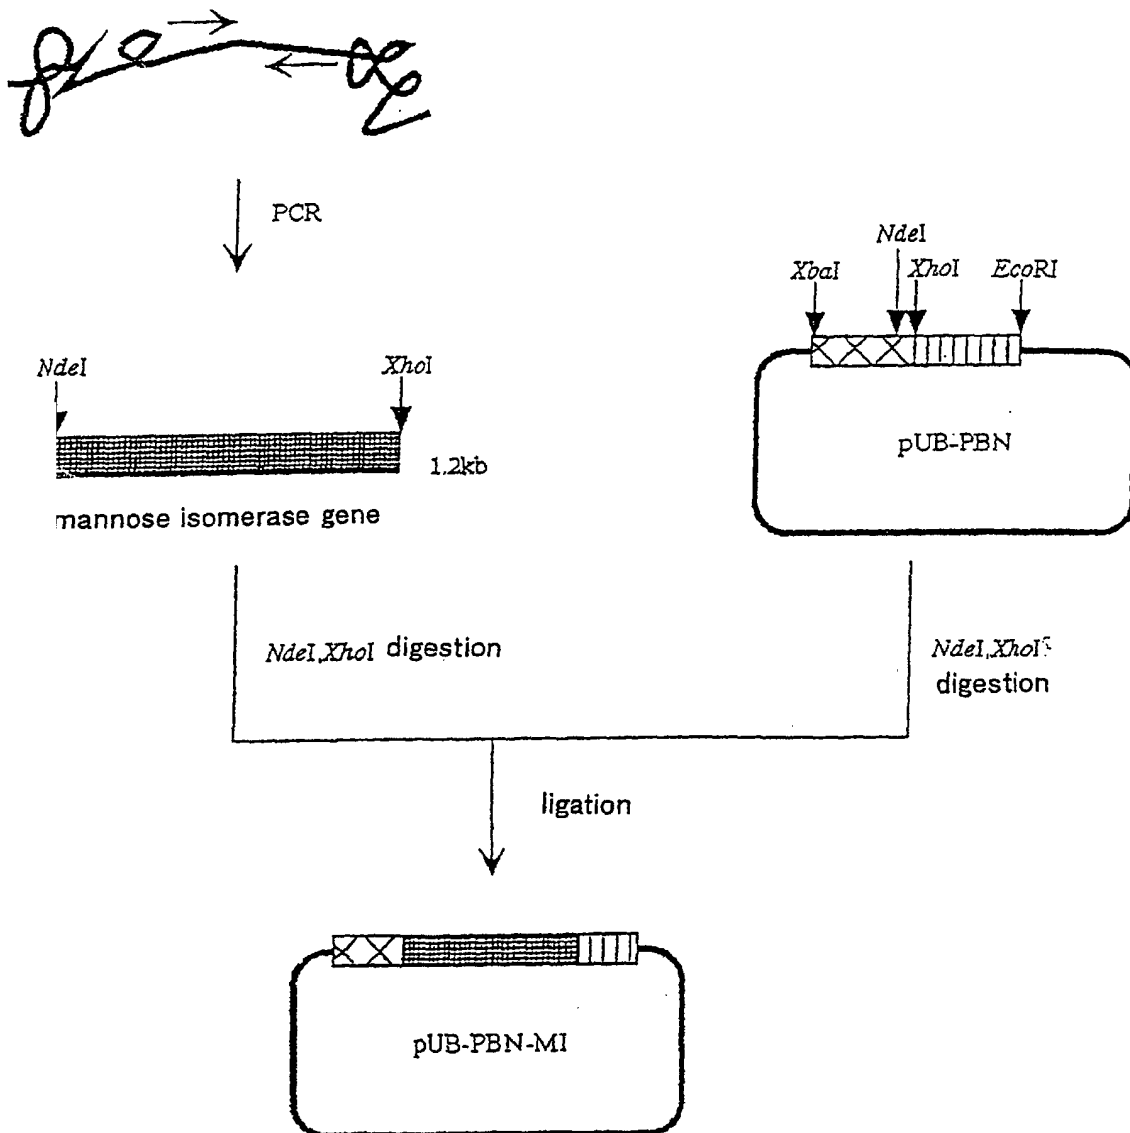 PCR
NdeI
XbaI
XhoI
EcoRI
NdeI
XhoI
pUB-PBN
1.2kb
mannose isomerase gene
NdeI,XhoI digestion
NdeI,XhoI
digestion
ligation
pUB-PBN-MI